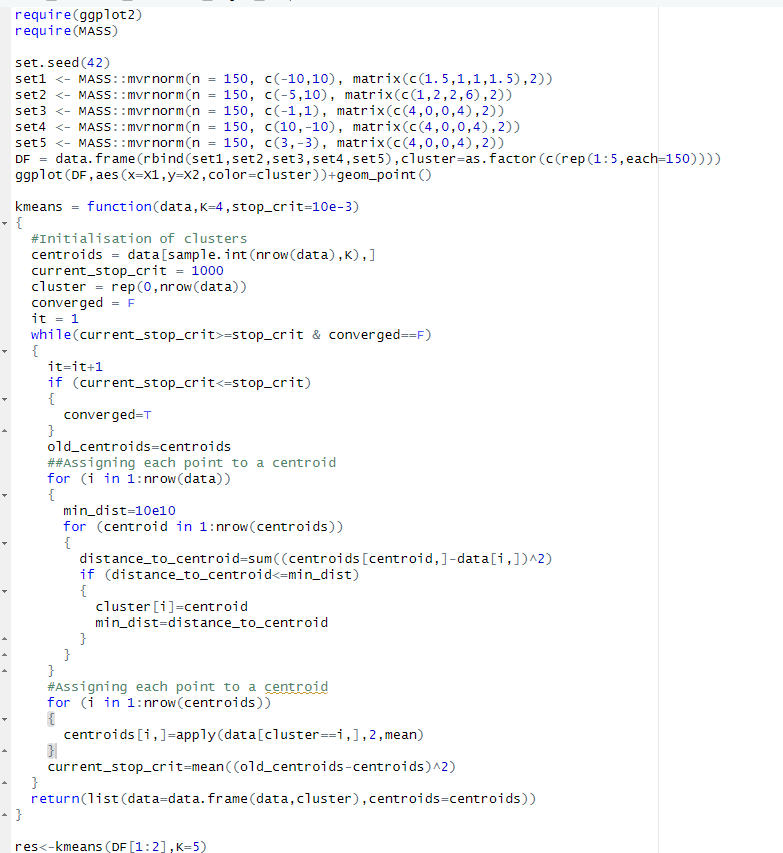 require(ggplot2)
require(MASS)

set.seed(42)
set1 <- MASS::mvrnorm(n = 150, c(-10,10), matrix(c(1.5,1,1,1.5),2))
set2 <- MASS::mvrnorm(n = 150, c(-5,10), matrix(c(1,2,2,6),2))
set3 <- MASS::mvrnorm(n = 150, c(-1,1), matrix(c(4,0,0,4),2))
set4 <- MASS::mvrnorm(n = 150, c(10,-10), matrix(c(4,0,0,4),2))
set5 <- MASS::mvrnorm(n = 150, c(3,-3), matrix(c(4,0,0,4),2))
DF = data.frame(rbind(set1,set2,set3,set4,set5),cluster=as.factor(c(rep(1:5,each=150))))
ggplot(DF,aes(x=X1,y=X2,color=cluster))+geom_point()

kmeans = function(data,K=4,stop_crit=10e-3)
{
  #Initialisation of clusters
  centroids = data[sample.int(nrow(data),K),]
  current_stop_crit = 1000
  cluster = rep(0,nrow(data))
  converged = F
  it = 1
  while(current_stop_crit>=stop_crit & converged==F)
  {
    it=it+1
    if (current_stop_crit<=stop_crit)
    {
      converged=T
    }
    old_centroids=centroids
    ##Assigning each point to a centroid
    for (i in 1:nrow(data))
    {
      min_dist=10e10
      for (centroid in 1:nrow(centroids))
      {
        distance_to_centroid=sum((centroids[centroid,]-data[i,])^2)
        if (distance_to_centroid<=min_dist)
        {
          cluster[i]=centroid
          min_dist=distance_to_centroid
        }
      }
    }
    #Assigning each point to a centroid
    for (i in 1:nrow(centroids))
    {
      centroids[i,]=apply(data[cluster==i,],2,mean)
    }
    current_stop_crit=mean((old_centroids-centroids)^2)
  }
  return(list(data=data.frame(data,cluster),centroids=centroids))
}

res<-kmeans(DF[1:2],K=5)